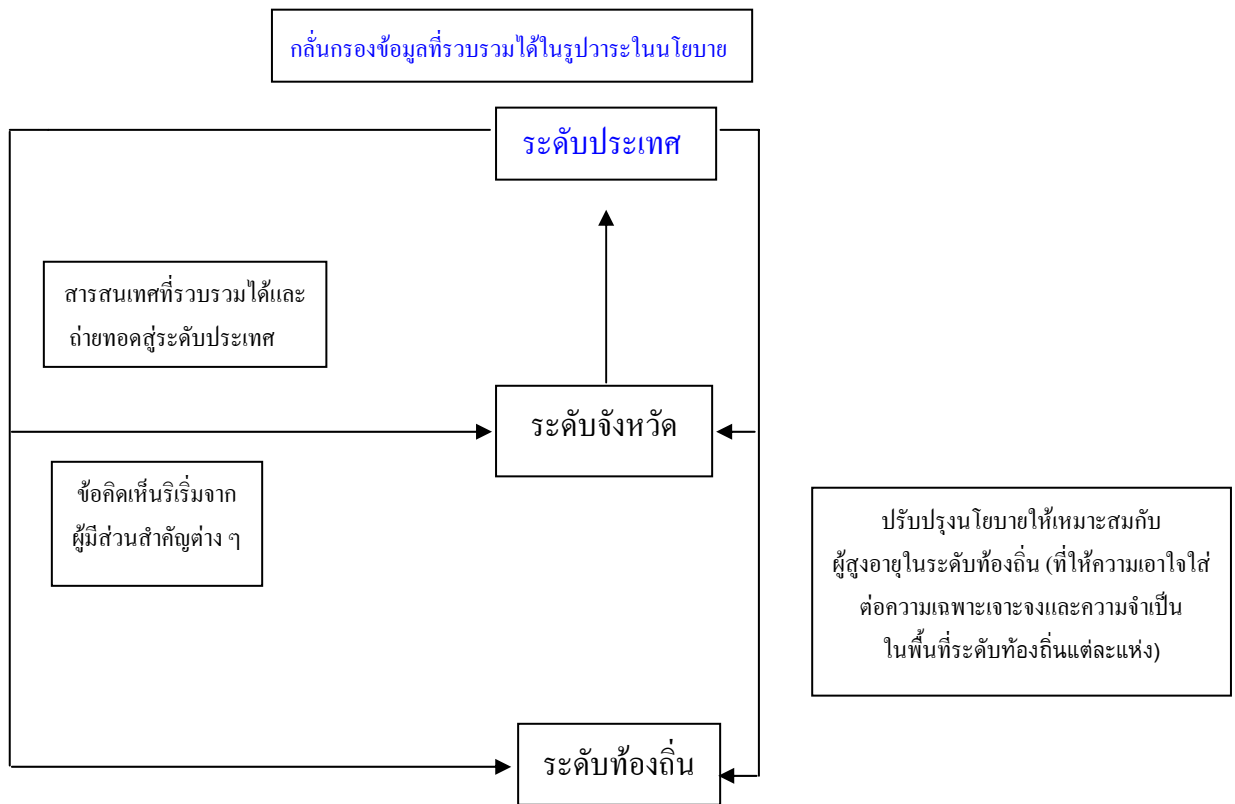 กลั่นกรองข้อมูลที่รวบรวมได้ในรูปวาระในนโยบาย
ระดับประเทศ
สารสนเทศที่รวบรวมได้และ
ถ่ายทอดสู่ระดับประเทศ
ระดับจังหวัด
ข้อคิดเห็นริเริ่มจาก
ผู้มีส่วนสำคัญต่าง ๆ
ปรับปรุงนโยบายให้เหมาะสมกับ
ผู้สูงอายุในระดับท้องถิ่น (ที่ให้ความเอาใจใส่
ต่อความเฉพาะเจาะจงและความจำเป็น
ในพื้นที่ระดับท้องถิ่นแต่ละแห่ง)
ระดับท้องถิ่น